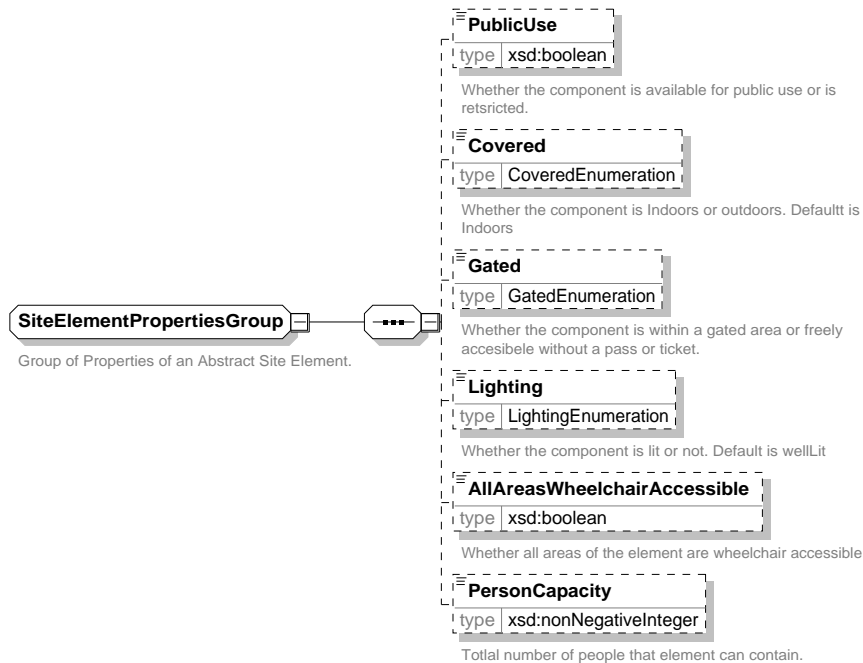 PublicUse
type xsd:boolean
Whether the component is available for public use or is
retsricted.
Covered
type CoveredEnumeration
Whether the component is Indoors or outdoors. Defaultt is
Indoors
Gated
type GatedEnumeration
Whether the component is within a gated area or freely
accesibele without a pass or ticket.
SiteElementPropertiesGroup
Group of Properties of an Abstract Site Element.
Lighting
type LightingEnumeration
Whether the component is lit or not. Default is wellLit
AllAreasWheelchairAccessible
type xsd:boolean
Whether all areas of the element are wheelchair accessible
PersonCapacity
type xsd:nonNegativeInteger
Totlal number of people that element can contain.